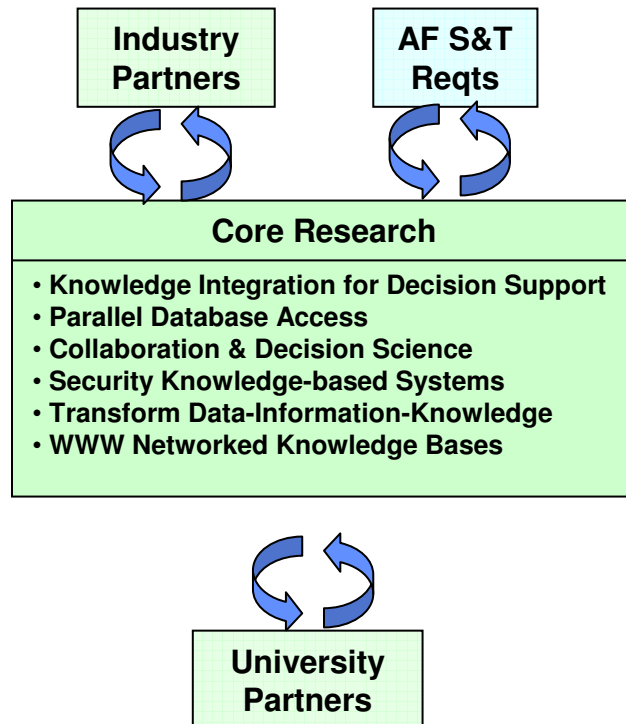 Industry
Partners
AF S&T
Reqts
Core Research
• Knowledge Integration for Decision Support
• Parallel Database Access
• Collaboration & Decision Science
• Security Knowledge-based Systems
• Transform Data-Information-Knowledge
• WWW Networked Knowledge Bases
University
Partners